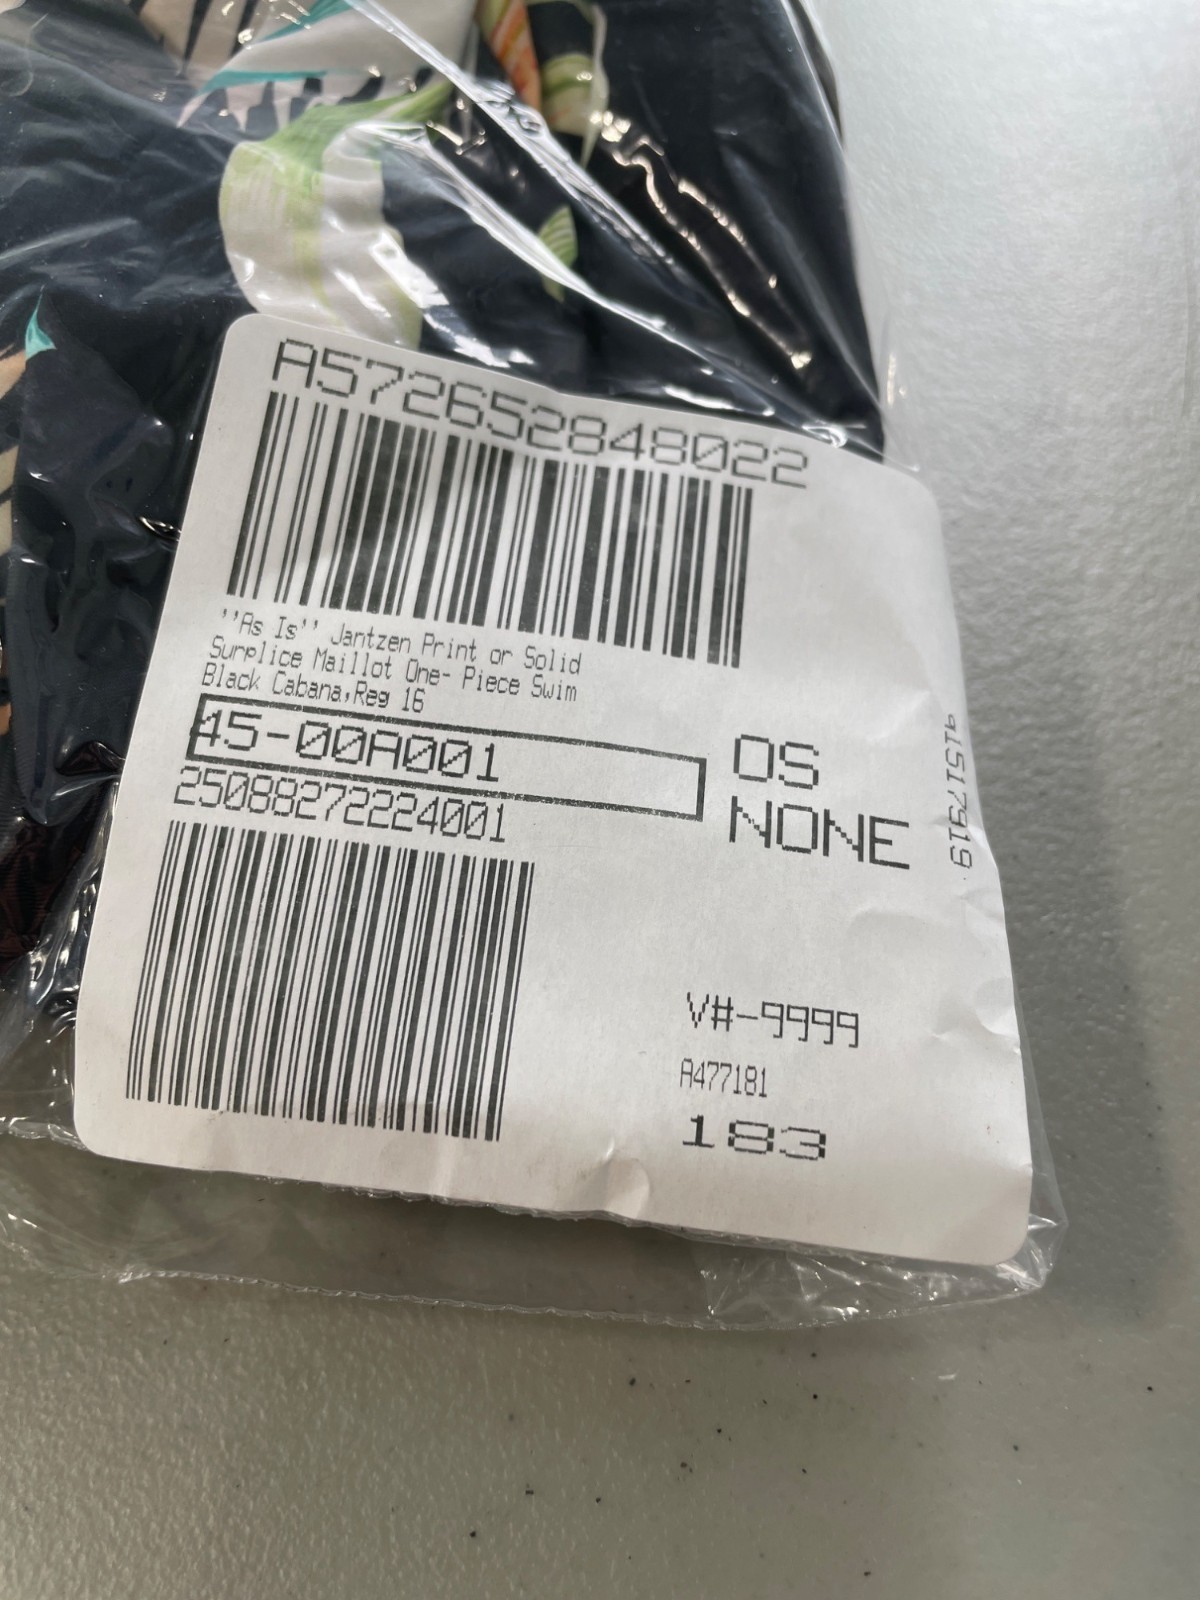 A572652848022
''As Is'' Jantzen Print or Solid
Surplice Maillot One- Piece Swim
Black Cabana,Reg 16
45-00A001
25088272224001
OS
NONE
V#-9999
A477181
183
q1517919